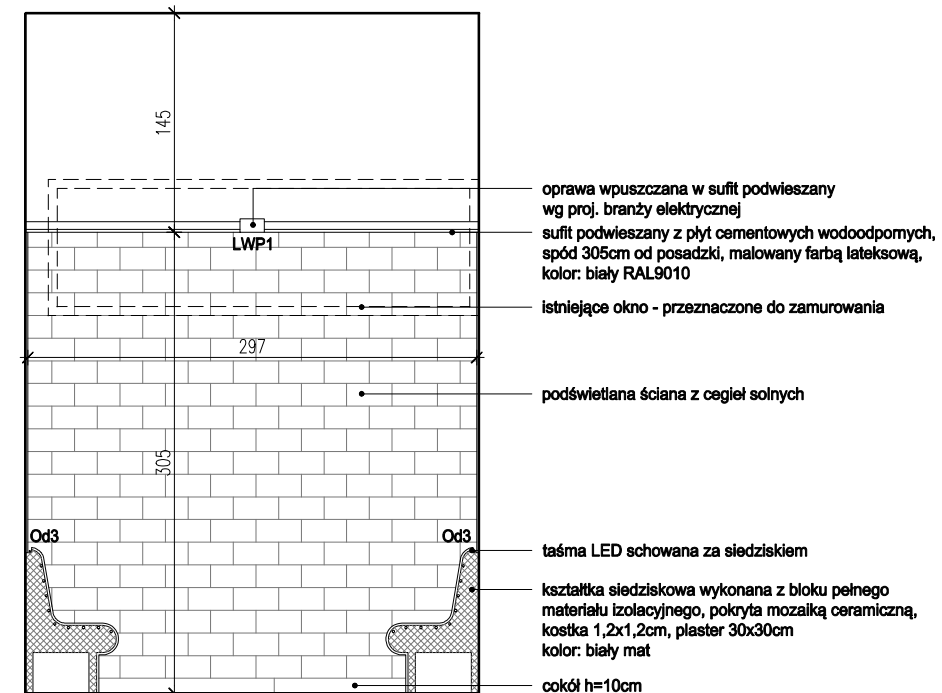 145
oprawa wpuszczana w sufit podwieszany
wg proj. branży elektrycznej
LWP1
sufit podwieszany z płyt cementowych wodoodpornych,
spód 305cm od posadzki, malowany farbą lateksową,
kolor: biały RAL9010
istniejące okno - przeznaczone do zamurowania
297
podświetlana ściana z cegieł solnych
305
Od3
Od3
taśma LED schowana za siedziskiem
kształtka siedziskowa wykonana z bloku pełnego
materiału izolacyjnego, pokryta mozaiką ceramiczną,
kostka 1,2x1,2cm, plaster 30x30cm
kolor: biały mat
cokół h=10cm